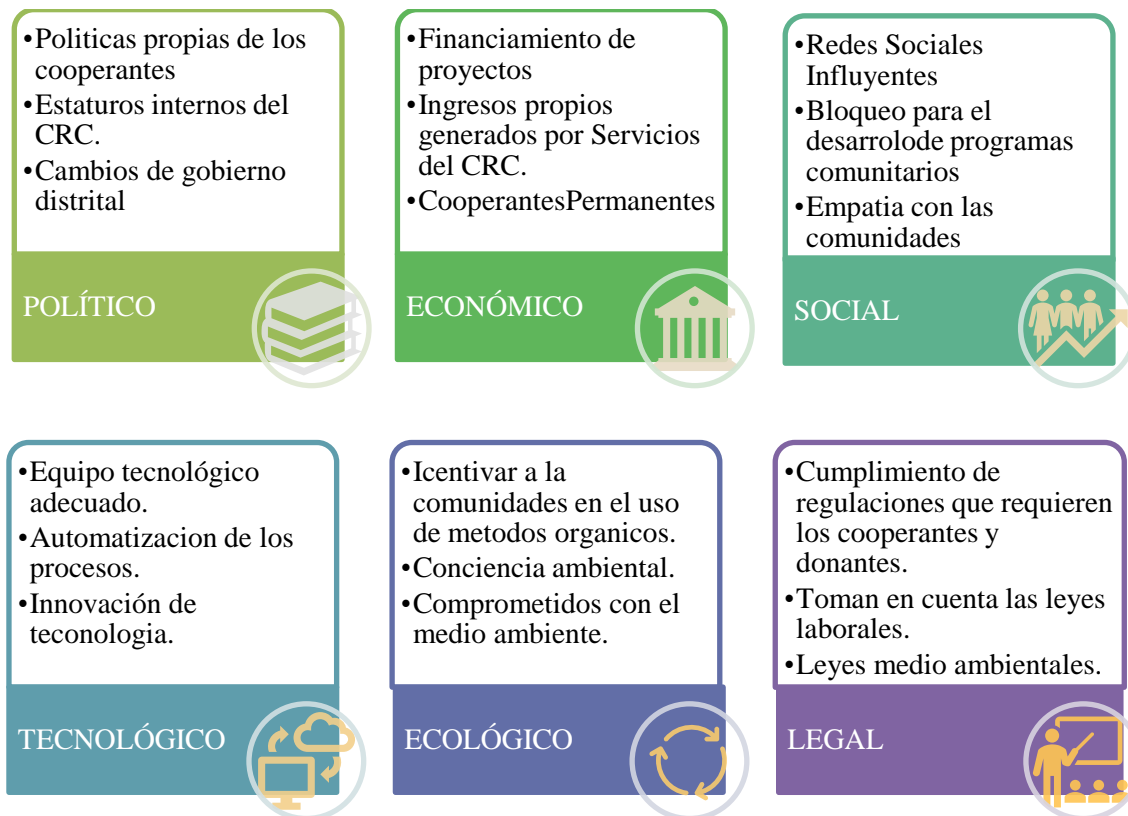 •Politicas propias de los
cooperantes
•Estaturos internos del
CRC.
•Cambios de gobierno
distrital
POLÍTICO
•Financiamiento de
proyectos
•Ingresos propios
generados por Servicios
del CRC.
•CooperantesPermanentes
ECONÓMICO
•Redes Sociales
Influyentes
•Bloqueo para el
desarrolode programas
comunitarios
•Empatia con las
comunidades
SOCIAL
•Equipo tecnológico
adecuado.
•Automatizacion de los
procesos.
•Innovación de
teconologia.
TECNOLÓGICO
•Icentivar a la
comunidades en el uso
de metodos organicos.
•Conciencia ambiental.
•Comprometidos con el
medio ambiente.
ECOLÓGICO
•Cumplimiento de
regulaciones que requieren
los cooperantes y
donantes.
•Toman en cuenta las leyes
laborales.
•Leyes medio ambientales.
LEGAL